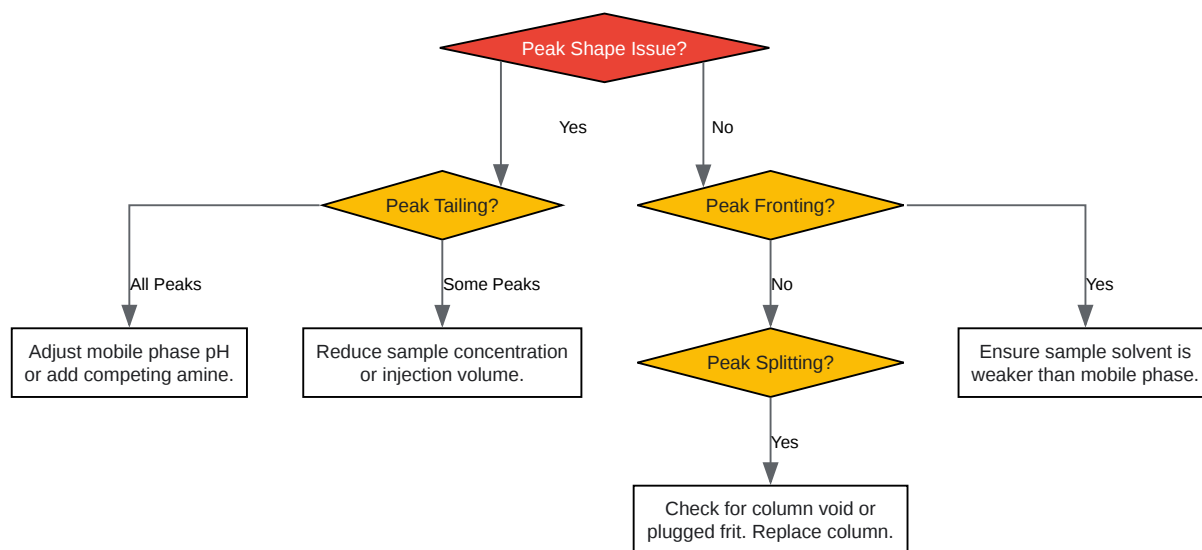 Peak Shape Issue?
Yes
No
Peak Tailing?
Peak Fronting?
All Peaks
Some Peaks
No
Yes
Adjust mobile phase pH
or add competing amine.
Reduce sample concentration
or injection volume.
Peak Splitting?
Ensure sample solvent is
weaker than mobile phase.
Yes
Check for column void or
plugged frit. Replace column.